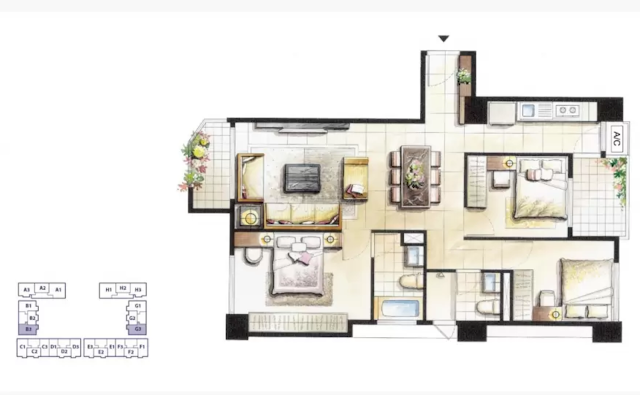 A/C
A3 A2 A1
H1 H2 H3
B1
B2
B3
G1
G2
G3
C1 C2 C3 D1 D2 D3
E3 E2 E1 F3 F2 F1